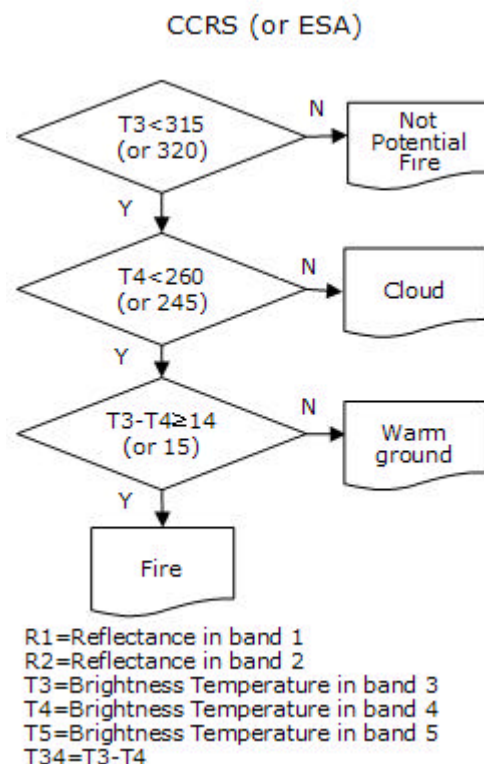 CCRS (or ESA)
T3<315
(or 320)
N
Not
Potential
Fire
Y
T4<260
(or 245)
N
Cloud
Y
T3-T4≥14
(or 15)
N
Warm
ground
Y
Fire
R1=Reflectance in band 1
R2=Reflectance in band 2
T3=Brightness Temperature in band 3
T4=Brightness Temperature in band 4
T5=Brightness Temperature in band 5
T34=T3-T4